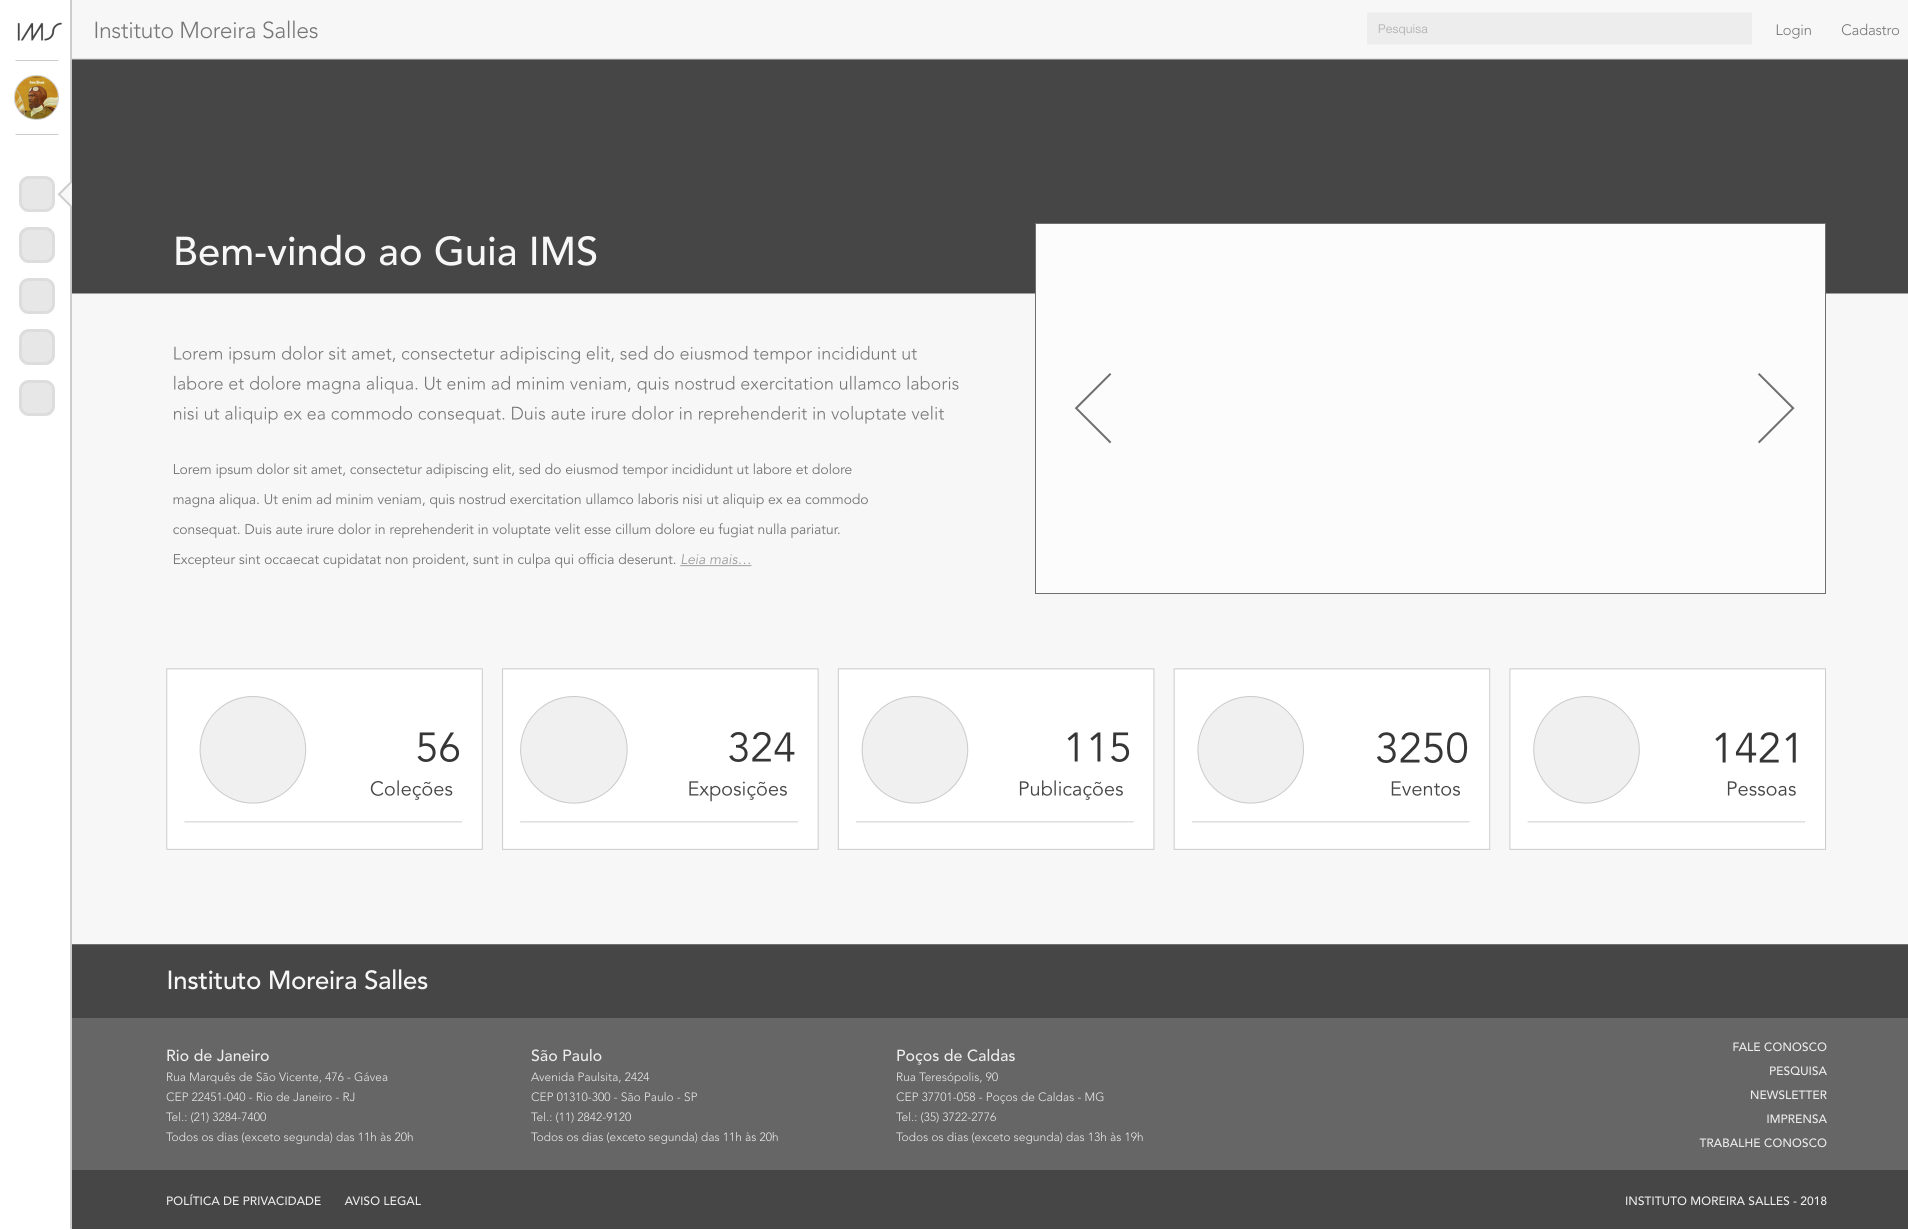 IMS
Instituto Moreira Salles
Pesquisa
Login
Cadastro
Bem-vindo ao Guia IMS
Lorem ipsum dolor sit amet, consectetur adipiscing elit, sed do eiusmod tempor incididunt ut
labore et dolore magna aliqua. Ut enim ad minim veniam, quis nostrud exercitation ullamco laboris
nisi ut aliquip ex ea commodo consequat. Duis aute irure dolor in reprehenderit in voluptate velit
Lorem ipsum dolor sit amet, consectetur adipiscing elit, sed do eiusmod tempor incididunt ut labore et dolore
magna aliqua. Ut enim ad minim veniam, quis nostrud exercitation ullamco laboris nisi ut aliquip ex ea commodo
consequat. Duis aute irure dolor in reprehenderit in voluptate velit esse cillum dolore eu fugiat nulla pariatur.
Excepteur sint occaecat cupidatat non proident, sunt in culpa qui officia deserunt. Leia mais...
56
Coleções
324
Exposições
115
Publicações
3250
Eventos
1421
Pessoas
Instituto Moreira Salles
Rio de Janeiro
Rua Marquês de São Vicente, 476 - Gávea
CEP 22451-040 - Rio de Janeiro - RJ
Tel.: (21) 3284-7400
Todos os dias (exceto segunda) das 11h às 20h
São Paulo
Avenida Paulsita, 2424
CEP 01310-300 - São Paulo - SP
Tel.: (11) 2842-9120
Todos os dias (exceto segunda) das 11h às 20h
Poços de Caldas
Rua Teresópolis, 90
CEP 37701-058 - Poços de Caldas - MG
Tel.: (35) 3722-2776
Todos os dias (exceto segunda) das 13h às 19h
FALE CONOSCO
PESQUISA
NEWSLETTER
IMPRENSA
TRABALHE CONOSCO
POLÍTICA DE PRIVACIDADE
AVISO LEGAL
INSTITUTO MOREIRA SALLES - 2018